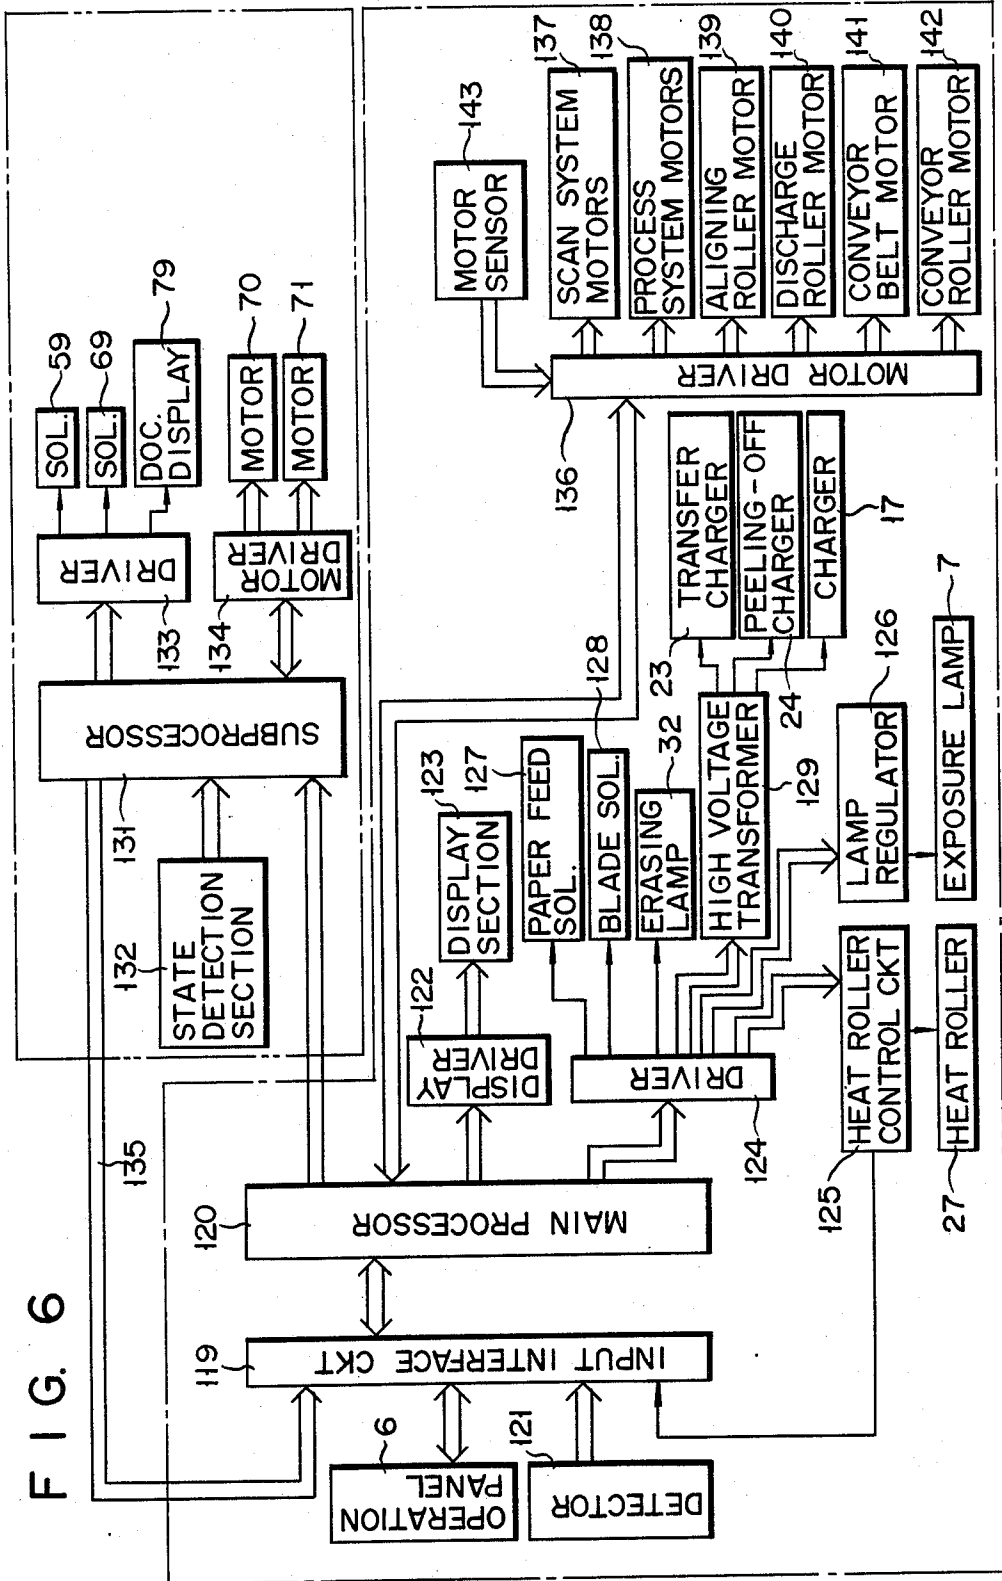 FIG. 6
135
132
STATE
DETECTION
SECTION
131
SUBPROCESSOR
133
DRIVER
134
MOTOR
DRIVER
SOL.
59
SOL.
69
DOC.
DISPLAY
79
MOTOR
70
MOTOR
71
119
INPUT INTERFACE CKT
120
MAIN PROCESSOR
6
OPERATION
PANEL
121
DETECTOR
122
DISPLAY
DRIVER
123
DISPLAY
SECTION
124
DRIVER
127
PAPER FEED
SOL.
128
BLADE SOL.
32
ERASING
LAMP
129
HIGH VOLTAGE
TRANSFORMER
23
TRANSFER
CHARGER
24
PEELING-OFF
CHARGER
17
CHARGER
125
HEAT ROLLER
CONTROL CKT
27
HEAT ROLLER
126
LAMP
REGULATOR
7
EXPOSURE LAMP
136
MOTOR DRIVER
143
MOTOR
SENSOR
137
SCAN SYSTEM
MOTORS
138
PROCESS
SYSTEM MOTORS
139
ALIGNING
ROLLER MOTOR
140
DISCHARGE
ROLLER MOTOR
141
CONVEYOR
BELT MOTOR
142
CONVEYOR
ROLLER MOTOR